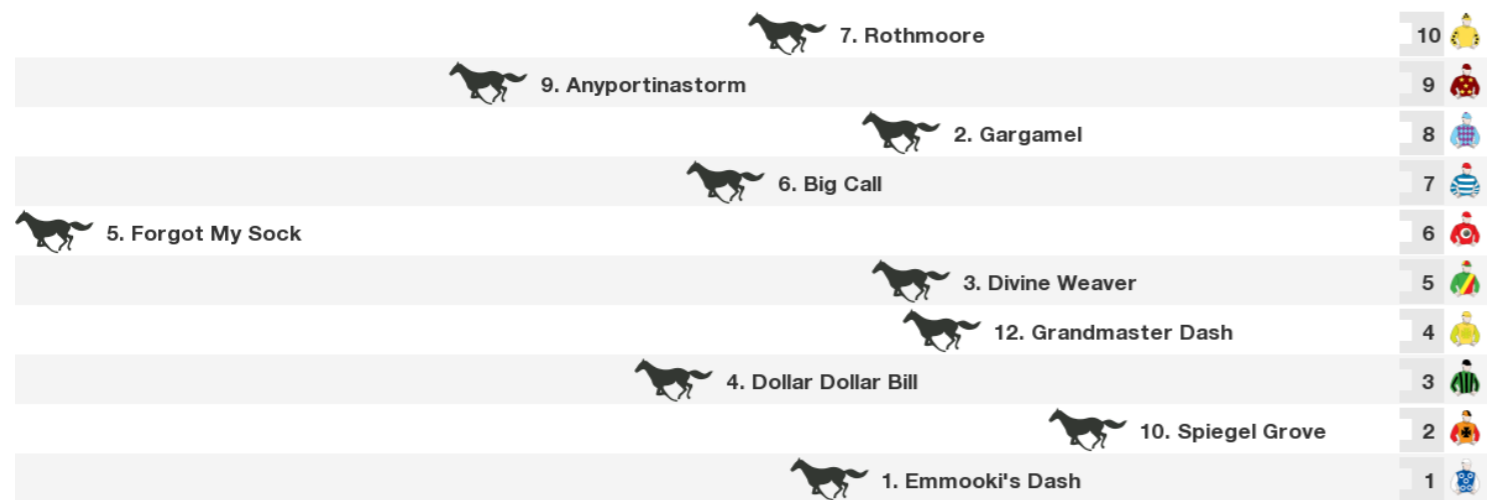 7. Rothmoore 10
9. Anyportinastorm 9
2. Gargamel 8
6. Big Call 7
5. Forgot My Sock 6
3. Divine Weaver 5
12. Grandmaster Dash 4
4. Dollar Dollar Bill 3
10. Spiegel Grove 2
1. Emmooki's Dash 1